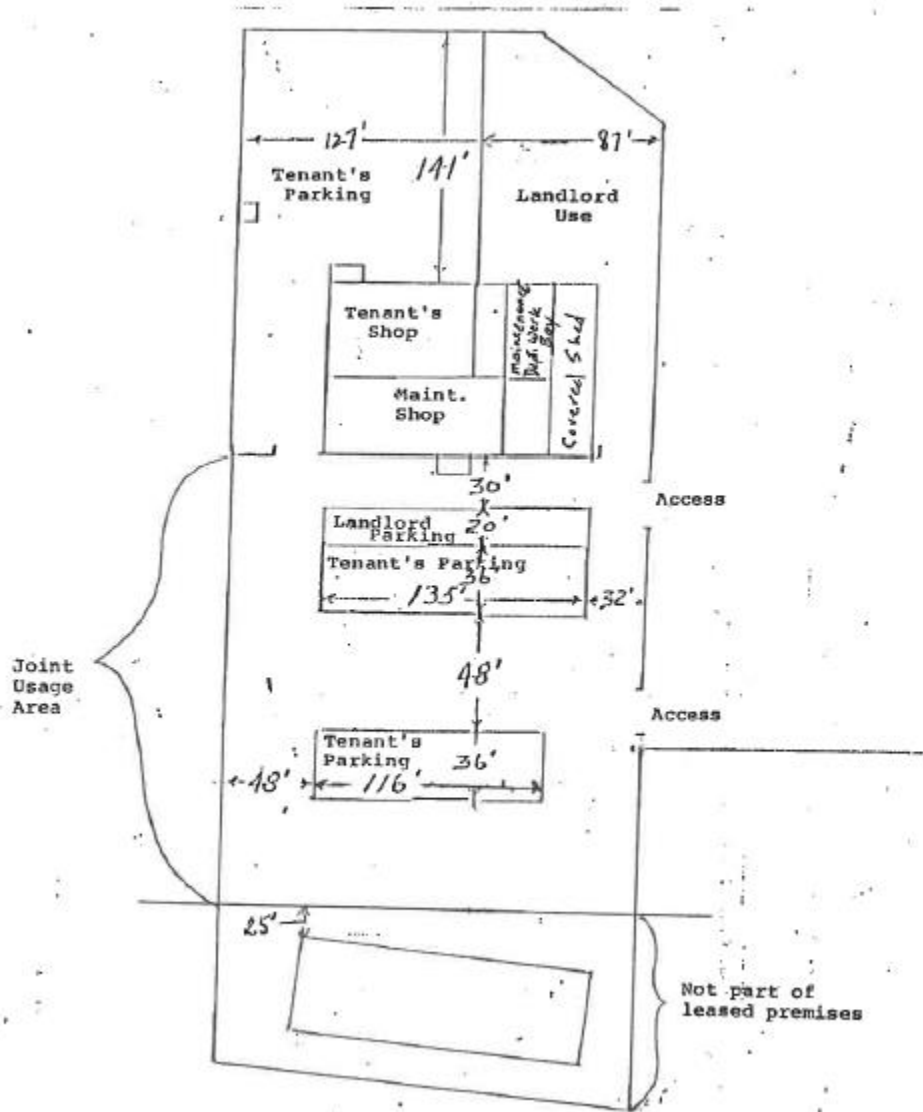 127'
87'
141'
Tenant's
Parking
Landlord
Use
Tenant's
Shop
Maintenance
Work
Bay
Covered Shed
Maint.
Shop
30'
Access
Landlord
Parking
20'
Tenant's Parking
36'
135'
32'
Joint
Usage
Area
48'
Access
Tenant's
Parking
36'
48'
116'
25'
Not part of
leased premises